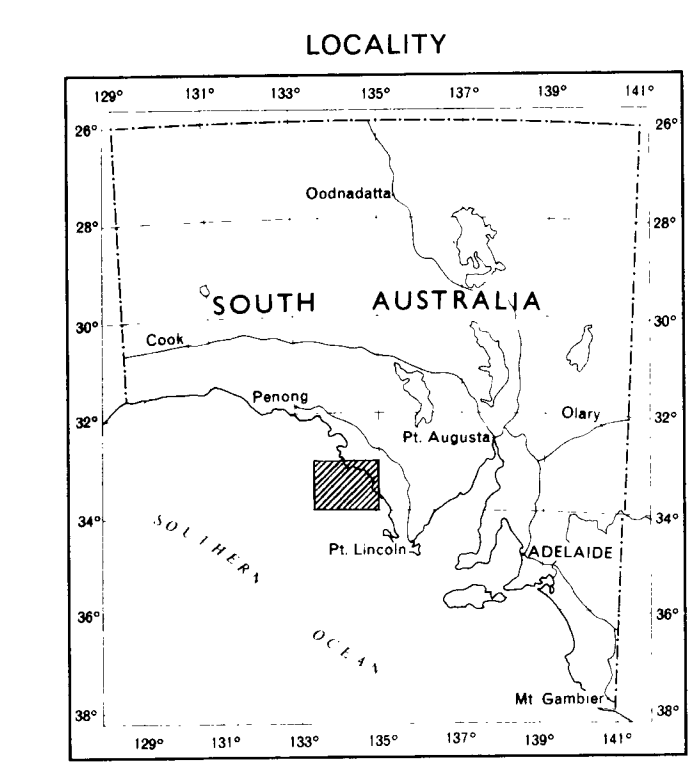 LOCALITY
129° 131° 133° 135° 137° 139° 141°
26° 26°
Oodnadatta
28° 28°
SOUTH AUSTRALIA
30° 30°
Cook
Penong
Olary
32° 32°
Pt. Augusta
34° 34°
SOUTHERN
Pt. Lincoln
ADELAIDE
36° 36°
OCEAN
Mt Gambier
38° 38°
129° 131° 133° 135° 137° 139° 141°